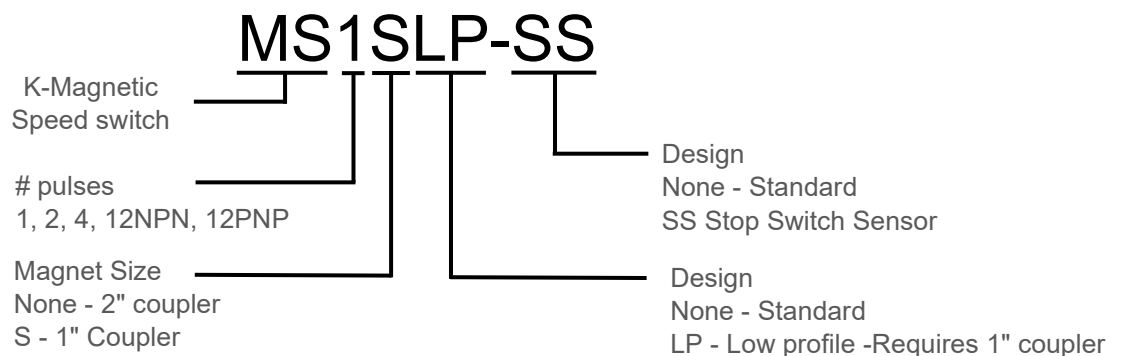 MS1SLP-SS
K-Magnetic
Speed switch
# pulses
1, 2, 4, 12NPN, 12PNP
Magnet Size
None - 2" coupler
S - 1" Coupler
Design
None - Standard
SS Stop Switch Sensor
Design
None - Standard
LP - Low profile -Requires 1" coupler